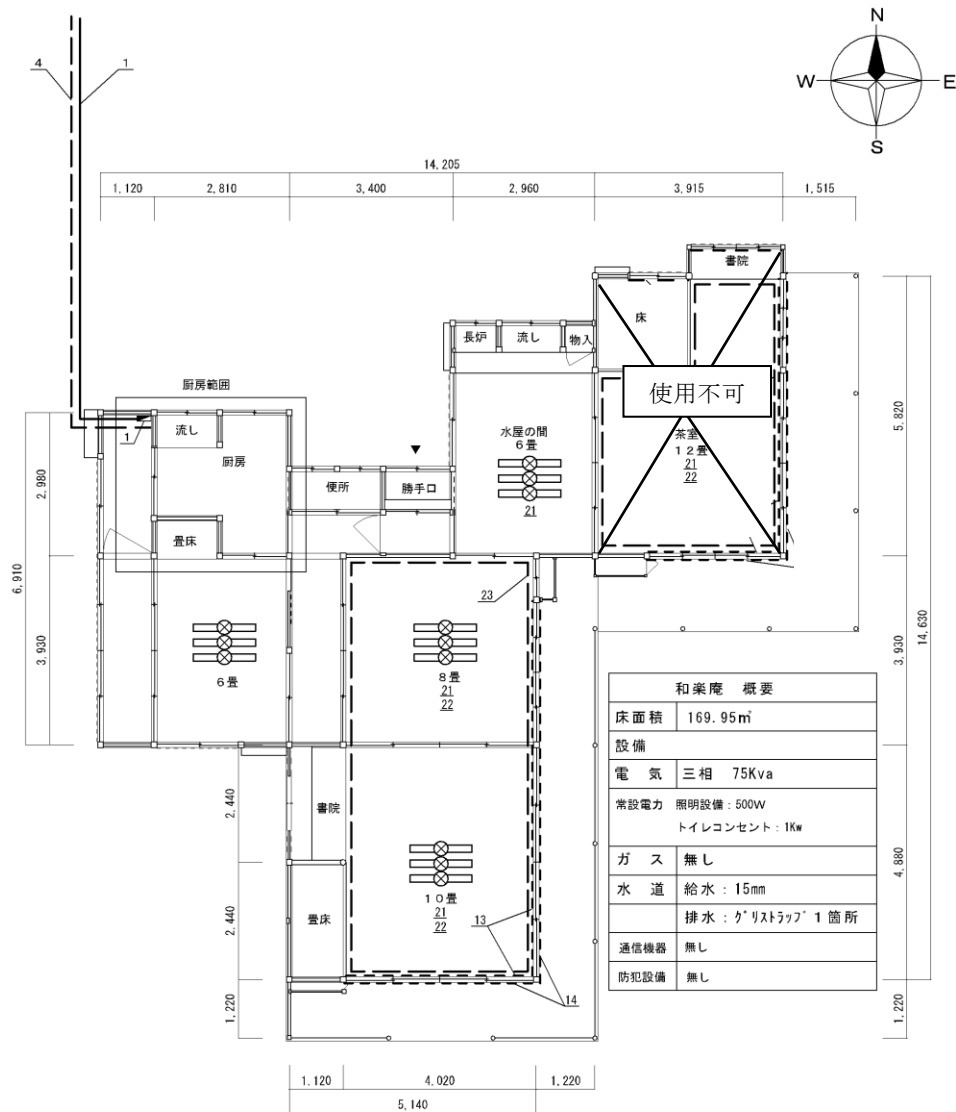 N
W
E
S
4
1
14,205
1,120
2,810
3,400
2,960
3,915
1,515
書院
床
長炉
流し
物入
使用不可
厨房範囲
1
流し
厨房
水屋の間
6畳
21
茶室
12畳
21
22
便所
勝手口
畳床
2,980
6,910
3,930
5,820
14,630
3,930
4,880
1,220
23
6畳
8畳
21
22
和楽庵 概要
床面積 169.95㎡
設備
電 気 三相 75Kva
常設電力 照明設備:500W
トイレコンセント:1Kw
ガ ス 無し
水 道 給水:15mm
排水:グリストラップ 1箇所
通信機器 無し
防犯設備 無し
2,440
書院
2,440
畳床
10畳
21
22
13
14
1,220
1,120
4,020
1,220
5,140